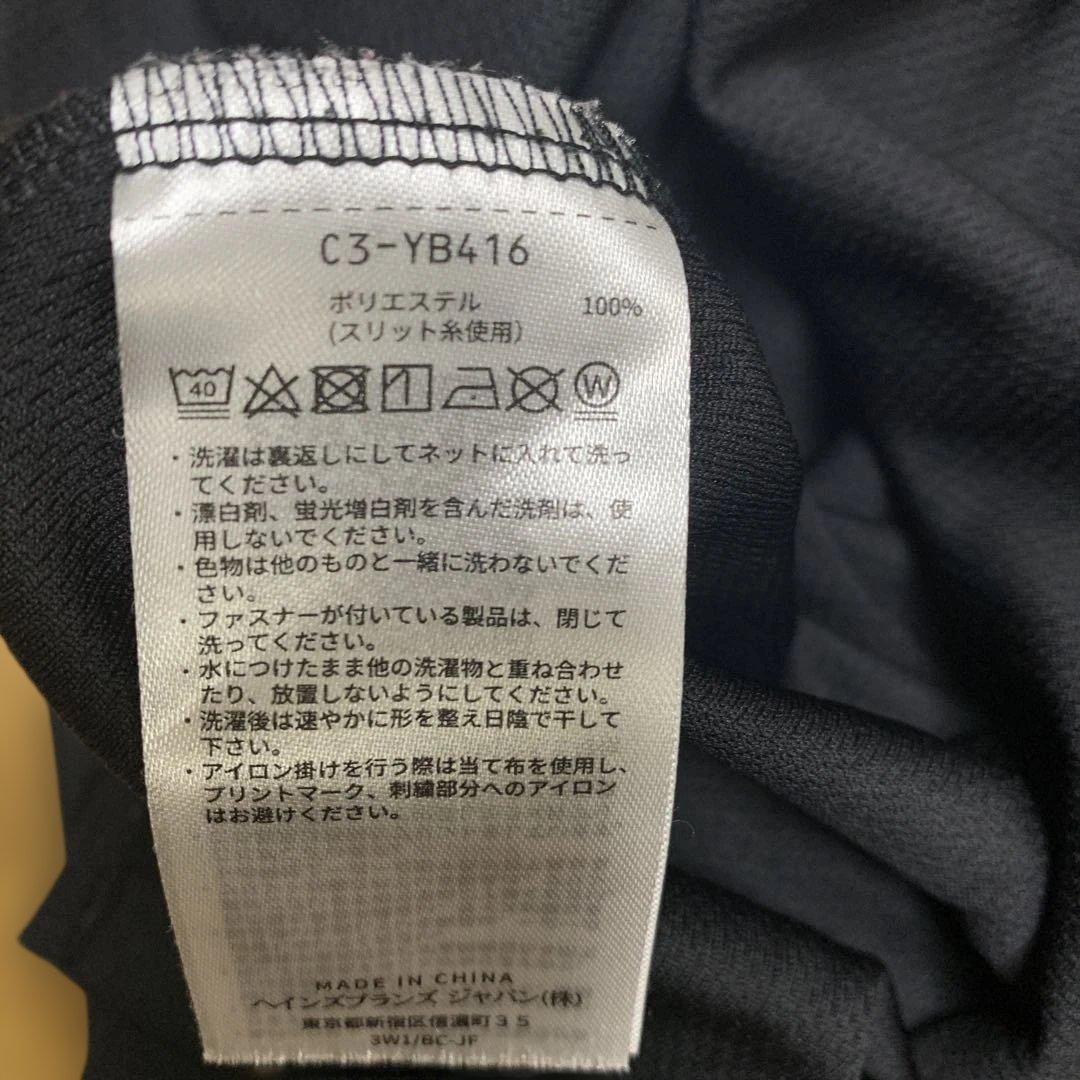 C3-YB416
ポリエステル 100%
(スリット糸使用)
40 W
・洗濯は裏返しにしてネットに入れて洗っ
てください。
・漂白剤、蛍光増白剤を含んだ洗剤は、使
用しないでください。
・色物は他のものと一緒に洗わないでくだ
さい。
・ファスナーが付いている製品は、閉じて
洗ってください。
・水につけたまま他の洗濯物と重ね合わせ
たり、放置しないようにしてください。
・洗濯後は速やかに形を整え日陰で干して
下さい。
・アイロン掛けを行う際は当て布を使用し、
プリントマーク、刺繍部分へのアイロン
はお避けください。
MADE IN CHINA
ヘインズブランズ ジャパン(株)
東京都新宿区信濃町35
3W1/BC-JF